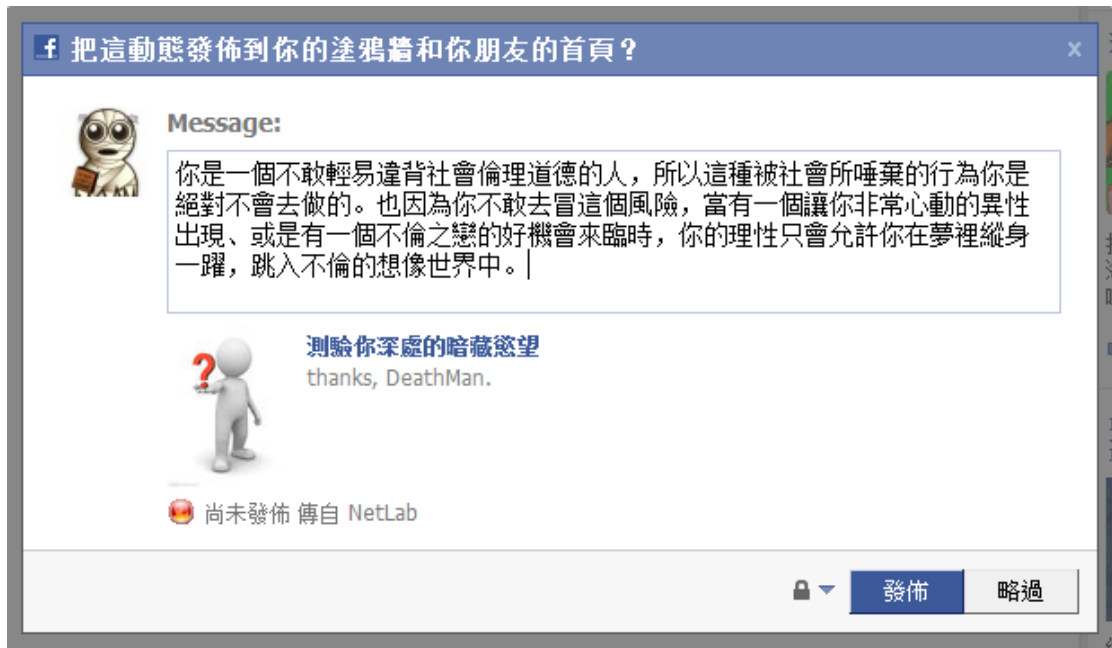 把這動態發佈到你的塗鴉牆和你朋友的首頁？
Message:
你是一個不敢輕易違背社會倫理道德的人，所以這種被社會所唾棄的行為你是
絕對不會去做的。也因為你不敢去冒這個風險，當有一個讓你非常心動的異性
出現、或是有一個不倫之戀的好機會來臨時，你的理性只會允許你在夢裡縱身
一躍，跳入不倫的想像世界中。
測驗你深處的暗藏慾望
thanks, DeathMan.
尚未發佈 傳自 NetLab
發佈
略過